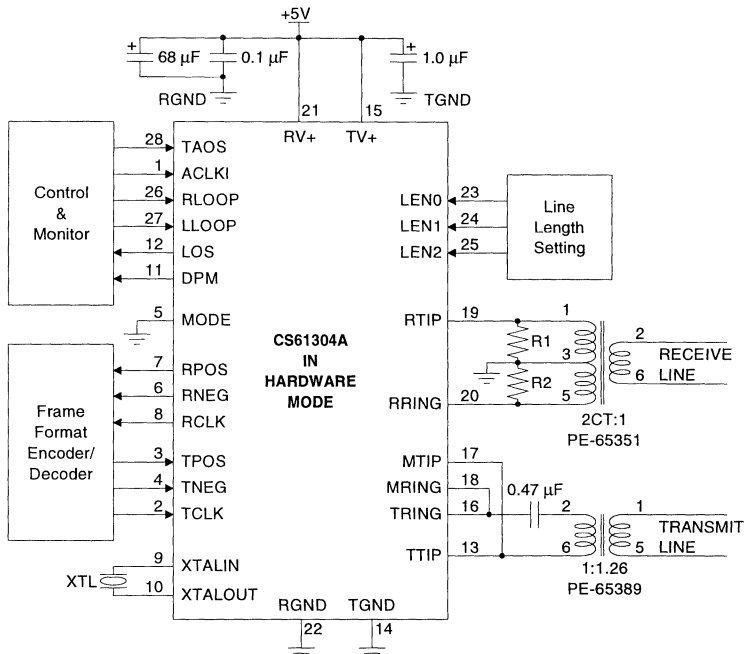 +5V
+ 68 µF
0.1 µF
+ 1.0 µF
RGND
TGND
21
15
RV+
TV+
Control
&
Monitor
28 TAOS
1 ACLKI
26 RLOOP
27 LLOOP
12 LOS
11 DPM
5 MODE
CS61304A
IN
HARDWARE
MODE
LEN0 23
LEN1 24
LEN2 25
Line
Length
Setting
Frame
Format
Encoder/
Decoder
7 RPOS
6 RNEG
8 RCLK
3 TPOS
4 TNEG
2 TCLK
RTIP 19
R1
R2
RRING 20
1
3
5
2
6
RECEIVE
LINE
2CT:1
PE-65351
MTIP 17
MRING 18
TRING 16
TTIP 13
0.47 µF
2
6
1
5
TRANSMIT
LINE
1:1.26
PE-65389
XTL
9 XTALIN
10 XTALOUT
RGND
TGND
22
14